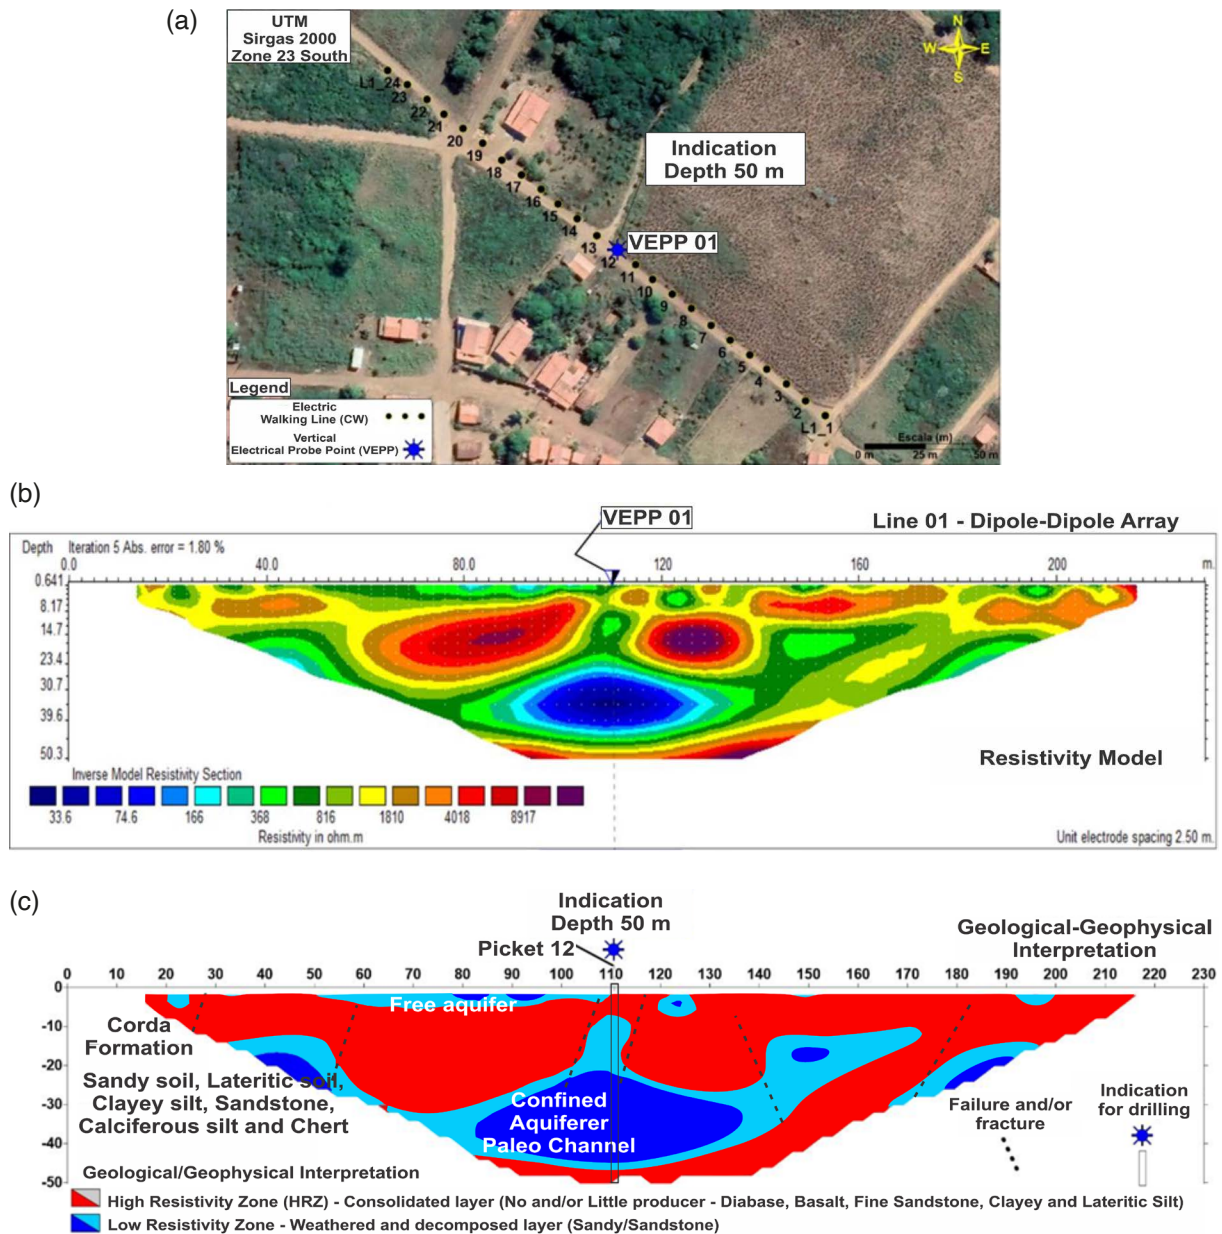 (a)
UTM
Sirgas 2000
Zone 23 South
N
W E
S
L1_24
23
22
21
20
19
18
17
16
15
14
13
12
11
10
9
8
7
6
5
4
3
2
L1_1
Indication
Depth 50 m
VEPP 01
Legend
Electric
Walking Line (CW)
Vertical
Electrical Probe Point (VEPP)
Escala (m)
0 m 25 m 50 m
(b)
VEPP 01
Line 01 - Dipole-Dipole Array
Depth Iteration 5 Abs. error = 1.80 %
0.0 40.0 80.0 120 160 200 m.
0.641
8.17
14.7
23.4
30.7
39.6
50.3
Resistivity Model
Inverse Model Resistivity Section
33.6 74.6 166 368 816 1810 4018 8917
Resistivity in ohm.m
Unit electrode spacing 2.50 m.
(c)
Indication
Depth 50 m
Picket 12
Geological-Geophysical
Interpretation
0 10 20 30 40 50 60 70 80 90 100 110 120 130 135 150 160 170 180 190 200 210 220 230
0
-10
-20
-30
-40
-50
Free aquifer
Corda
Formation
Sandy soil, Lateritic soil,
Clayey silt, Sandstone,
Calciferous silt and Chert
Confined
Aquiferer
Paleo Channel
Failure and/or
fracture
Indication
for drilling
Geological/Geophysical Interpretation
High Resistivity Zone (HRZ) - Consolidated layer (No and/or Little producer - Diabase, Basalt, Fine Sandstone, Clayey and Lateritic Silt)
Low Resistivity Zone - Weathered and decomposed layer (Sandy/Sandstone)